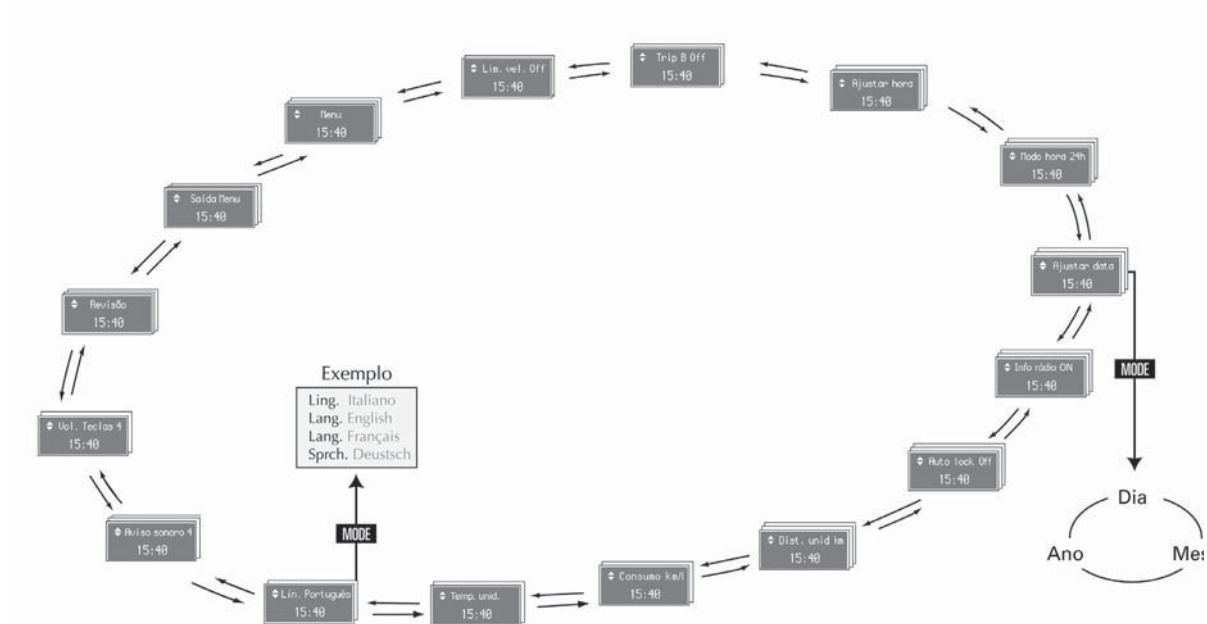 Trip B Off
15:40
Lim. vel. Off
15:40
Ajustar hora
15:40
Menu
15:40
Modo hora 24h
15:40
Saída Menu
15:40
Ajustar data
15:40
Revisão
15:40
Info rádio ON
15:40
MODE
Exemplo
Ling. Italiano
Lang. English
Lang. Français
Sprch. Deustsch
Vol. Teclas 4
15:40
Auto lock Off
15:40
Dia
Ano
Mes
MODE
Aviso sonoro 4
15:40
Dist. unid km
15:40
Consumo km/l
15:40
Lín. Português
15:40
Temp. unid.
15:40